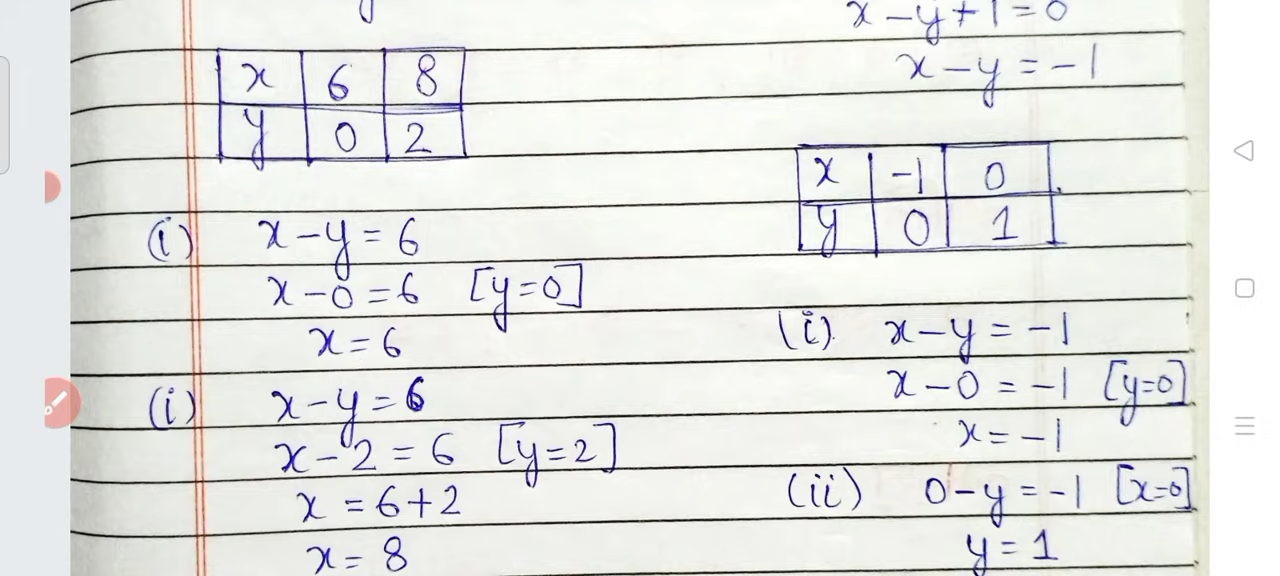 x | 6 | 8
y | 0 | 2
(i) x - y = 6
x - 0 = 6 [y=0]
x = 6
(i) x - y = 6
x - 2 = 6 [y=2]
x = 6+2
x = 8
x - y + 1 = 0
x - y = -1
x | -1 | 0
y | 0 | 1
(i) x - y = -1
x - 0 = -1 [y=0]
x = -1
(ii) 0 - y = -1 [x=0]
y = 1